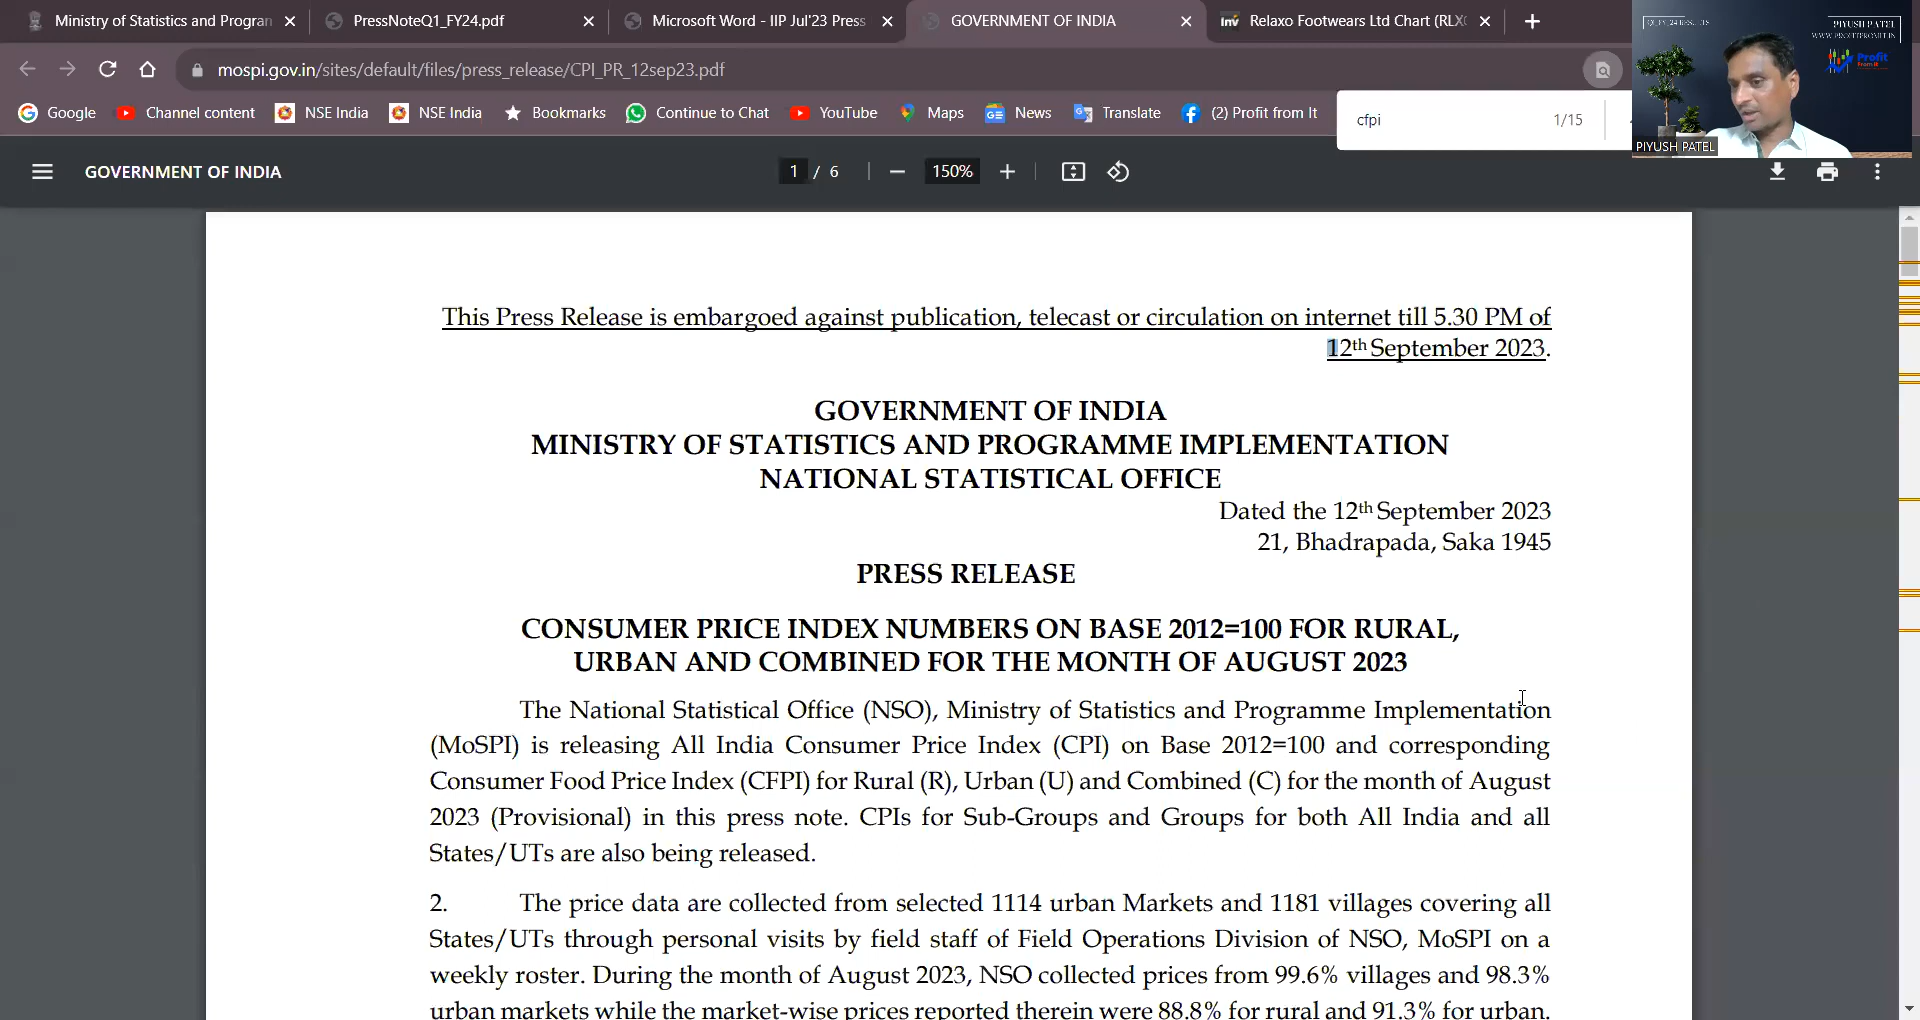 Ministry of Statistics and Progran
PressNoteQ1_FY24.pdf
Microsoft Word - IIP Jul'23 Press
GOVERNMENT OF INDIA
Inv Relaxo Footwears Ltd Chart (RLX
mospi.gov.in/sites/default/files/press_release/CPI_PR_12sep23.pdf
Google
Channel content
NSE India
NSE India
Bookmarks
Continue to Chat
YouTube
Maps
News
Translate
(2) Profit from It
cfpi 1/15
PIYUSH PATEL
WWW.PROFITFROMIT.IN
Profit
From It
PIYUSH PATEL
GOVERNMENT OF INDIA
1 / 6
150%
This Press Release is embargoed against publication, telecast or circulation on internet till 5.30 PM of
12th September 2023.
GOVERNMENT OF INDIA
MINISTRY OF STATISTICS AND PROGRAMME IMPLEMENTATION
NATIONAL STATISTICAL OFFICE
Dated the 12th September 2023
21, Bhadrapada, Saka 1945
PRESS RELEASE
CONSUMER PRICE INDEX NUMBERS ON BASE 2012=100 FOR RURAL,
URBAN AND COMBINED FOR THE MONTH OF AUGUST 2023
The National Statistical Office (NSO), Ministry of Statistics and Programme Implementation
(MoSPI) is releasing All India Consumer Price Index (CPI) on Base 2012=100 and corresponding
Consumer Food Price Index (CFPI) for Rural (R), Urban (U) and Combined (C) for the month of August
2023 (Provisional) in this press note. CPIs for Sub-Groups and Groups for both All India and all
States/UTs are also being released.
2. The price data are collected from selected 1114 urban Markets and 1181 villages covering all
States/UTs through personal visits by field staff of Field Operations Division of NSO, MoSPI on a
weekly roster. During the month of August 2023, NSO collected prices from 99.6% villages and 98.3%
urban markets while the market-wise prices reported therein were 88.8% for rural and 91.3% for urban.